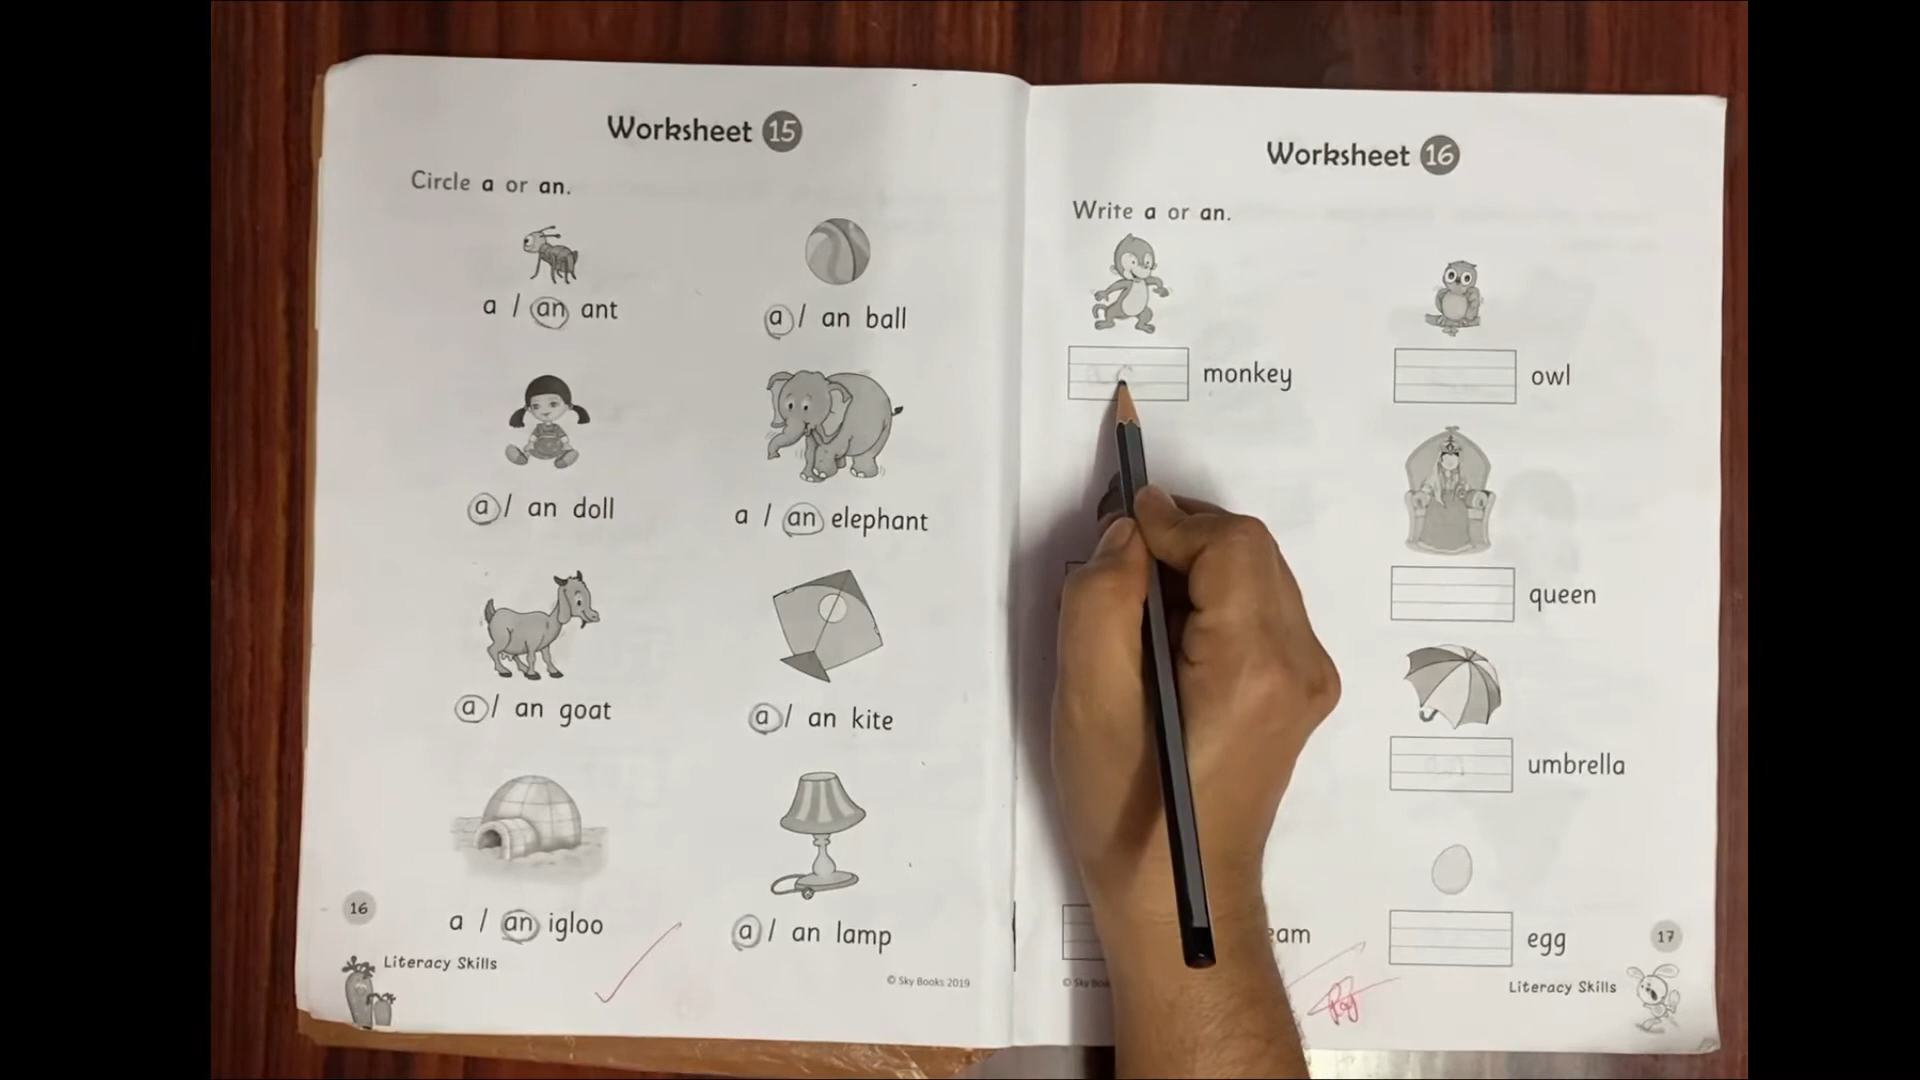 Worksheet 15
Circle a or an.
a / an ant
a / an ball
a / an doll
a / an elephant
a / an goat
a / an kite
a / an igloo
a / an lamp
16
Literacy Skills
© Sky Books 2019
Worksheet 16
Write a or an.
monkey
owl
queen
umbrella
egg
17
© Sky
Literacy Skills